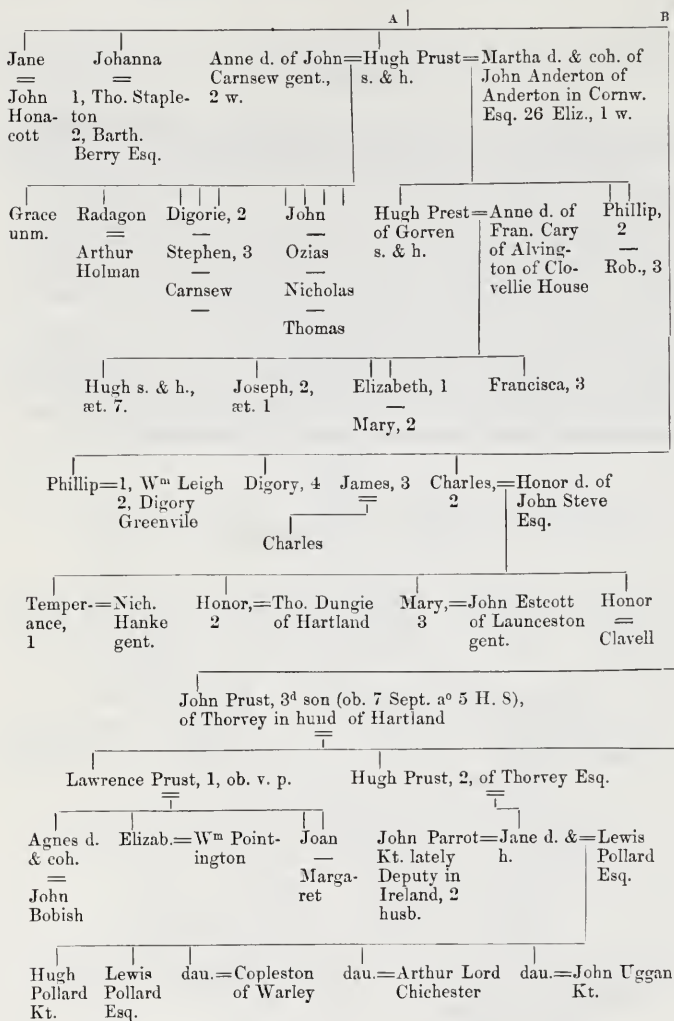 A B
Jane Johanna Anne d. of John=Hugh Prust=Martha d. & coh. of
= = Carnsew gent., s. & h. John Anderton of
John 1, Tho. Staple- 2 w. Anderton in Cornw.
Hona- ton Esq. 26 Eliz., 1 w.
cott 2, Barth.
Berry Esq.
Grace Radagon Digorie, 2 John Hugh Prest=Anne d. of Phillip,
unm. = — — of Gorven Fran. Cary 2
Arthur Stephen, 3 Ozias s. & h. of Alving- —
Holman — — ton of Clo- Rob., 3
Carnsew Nicholas vellie House
— —
Thomas
Hugh s. & h., Joseph, 2, Elizabeth, 1 Francisca, 3
æt. 7. æt. 1 —
Mary, 2
Phillip=1, Wm Leigh Digory, 4 James, 3 Charles,=Honor d. of
2, Digory = 2 John Steve
Greenvile Esq.
Charles
Temper-=Nich. Honor,=Tho. Dungie Mary,=John Estcott Honor
ance, Hanke 2 of Hartland 3 of Launceston =
1 gent. gent. Clavell
John Prust, 3d son (ob. 7 Sept. ao 5 H. 8),
of Thorvey in hund of Hartland
=
Lawrence Prust, 1, ob. v. p. Hugh Prust, 2, of Thorvey Esq.
= =
Agnes d. Elizab.=Wm Point- Joan John Parrot=Jane d. &=Lewis
& coh. ington — Kt. lately h. Pollard
= Marga- Deputy in Esq.
John ret Ireland, 2
Bobish husb.
Hugh Lewis dau.=Copleston dau.=Arthur Lord dau.=John Uggan
Pollard Pollard of Warley Chichester Kt.
Kt. Esq.